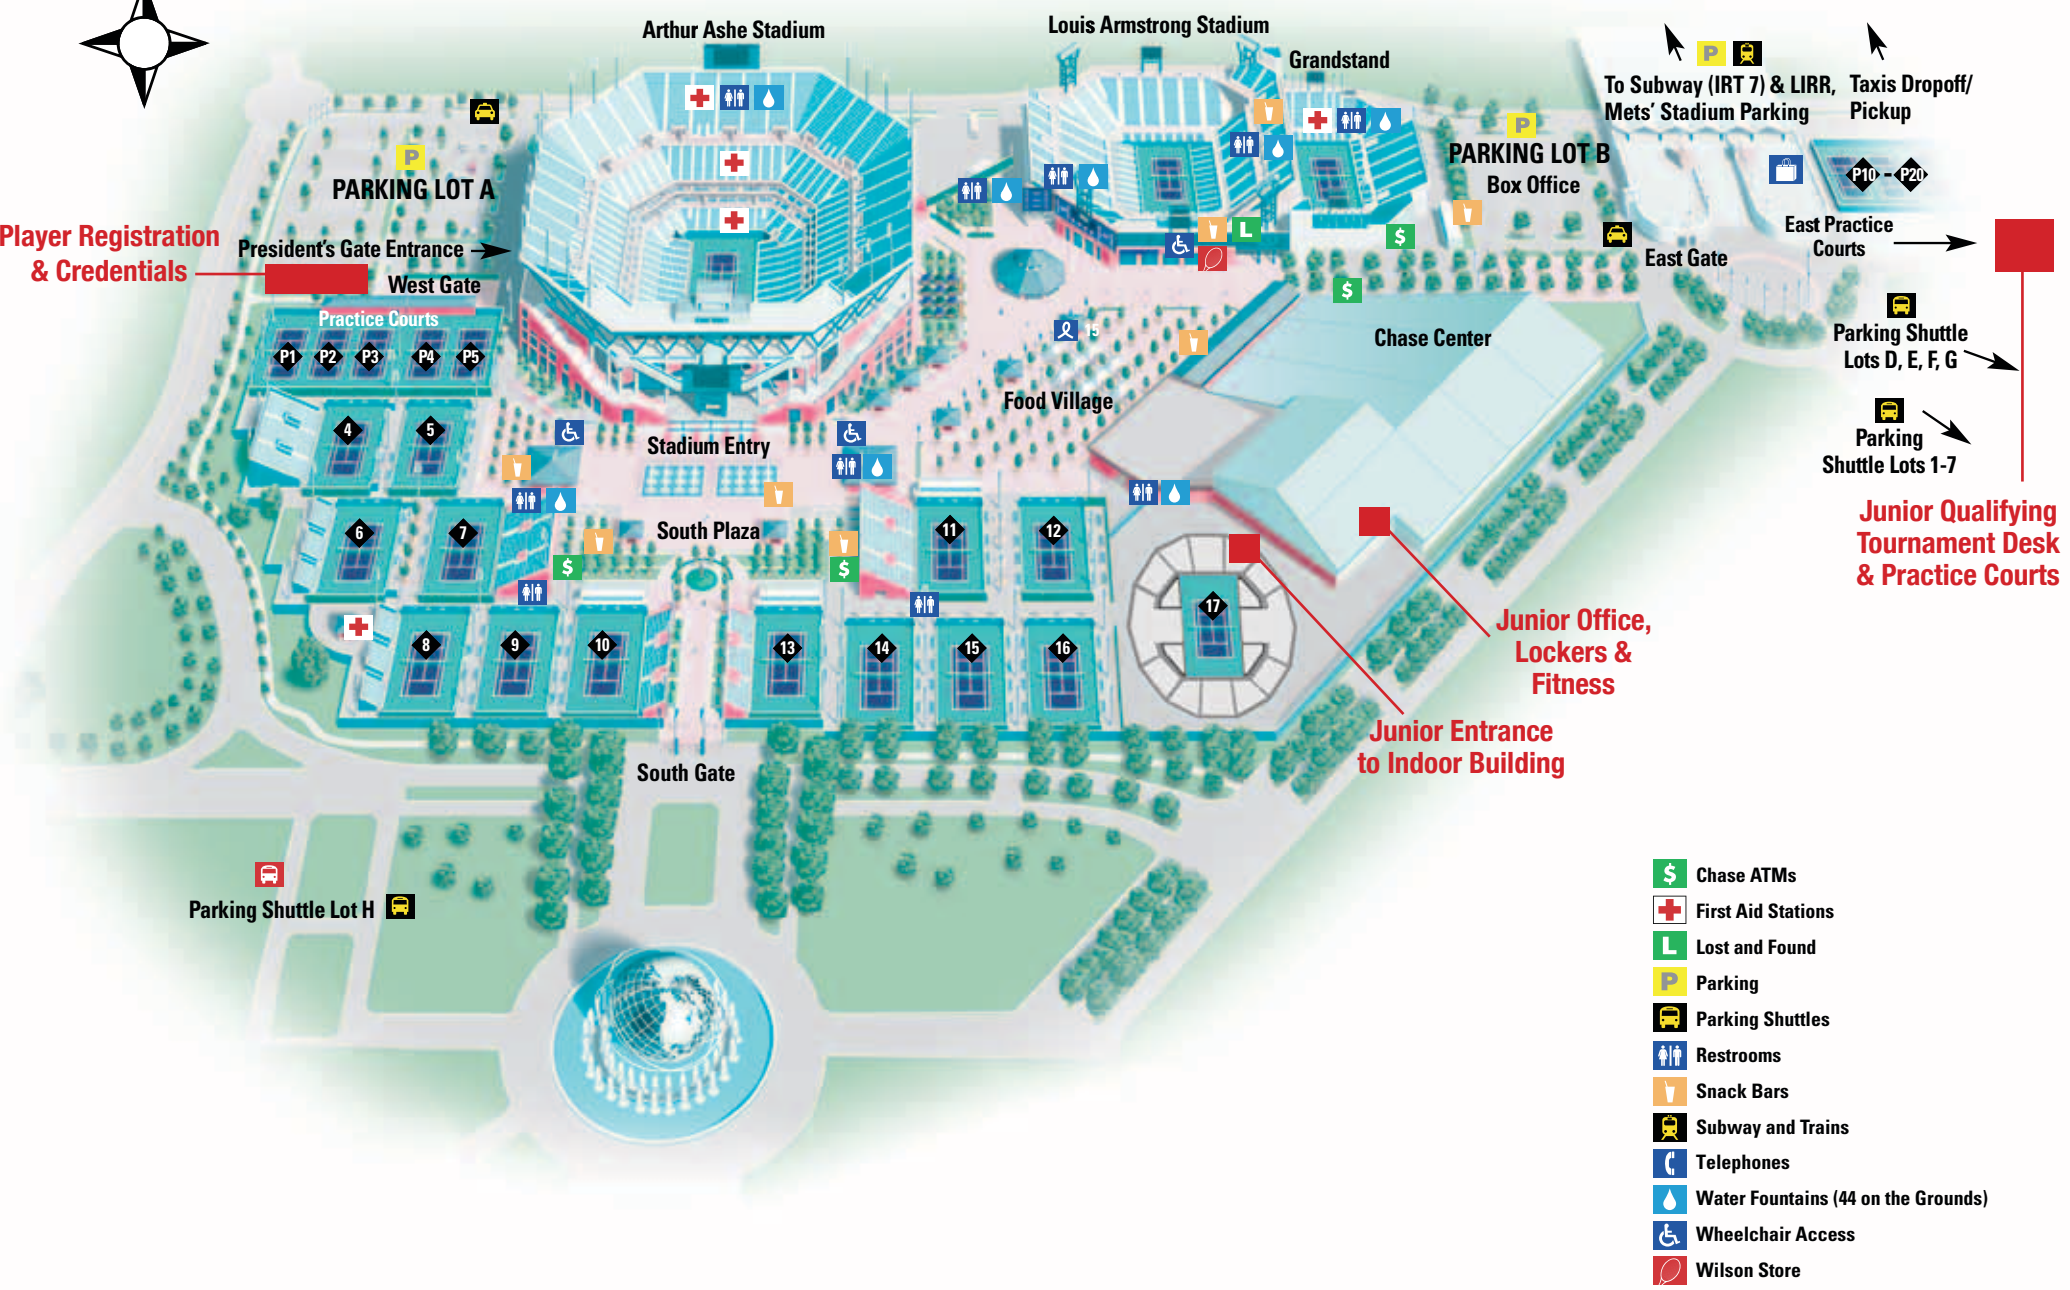 Arthur Ashe Stadium
Louis Armstrong Stadium
Grandstand
P
To Subway (IRT 7) & LIRR,
Mets' Stadium Parking
Taxis Dropoff/
Pickup
P
PARKING LOT A
P
PARKING LOT B
Box Office
P10 - P20
Player Registration
& Credentials
President's Gate Entrance
West Gate
L
$
$
East Gate
East Practice
Courts
Practice Courts
P1 P2 P3 P4 P5
15
Chase Center
Parking Shuttle
Lots D, E, F, G
Food Village
Parking
Shuttle Lots 1-7
4 5
Stadium Entry
South Plaza
6 7
11 12
$
$
Junior Qualifying
Tournament Desk
& Practice Courts
8 9 10
13 14 15 16 17
Junior Office,
Lockers &
Fitness
Junior Entrance
to Indoor Building
South Gate
Parking Shuttle Lot H
$ Chase ATMs
First Aid Stations
L Lost and Found
P Parking
Parking Shuttles
Restrooms
Snack Bars
Subway and Trains
Telephones
Water Fountains (44 on the Grounds)
Wheelchair Access
Wilson Store